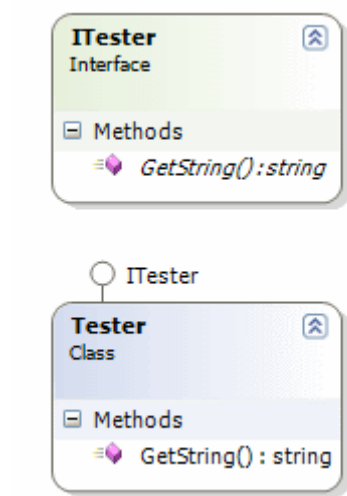 ITester
Interface
Methods
GetString():string
ITester
Tester
Class
Methods
GetString() : string